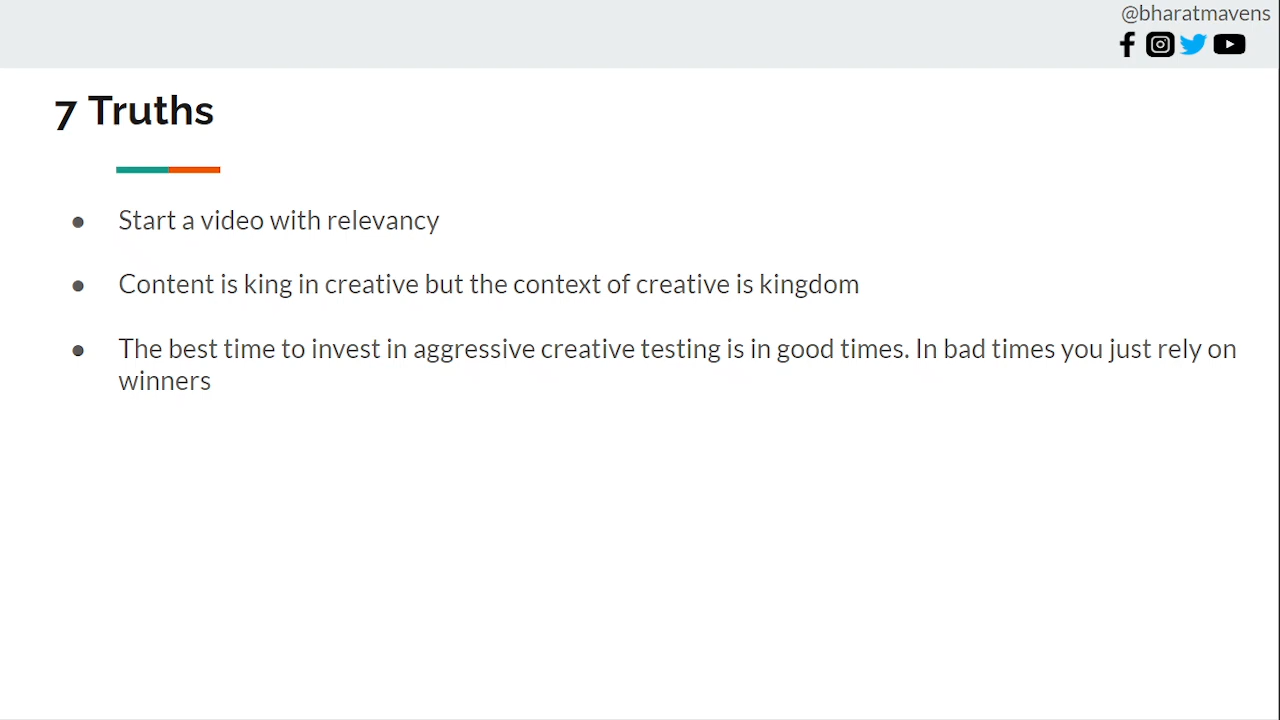 @bharatmavens
7 Truths
● Start a video with relevancy
● Content is king in creative but the context of creative is kingdom
● The best time to invest in aggressive creative testing is in good times. In bad times you just rely on
winners